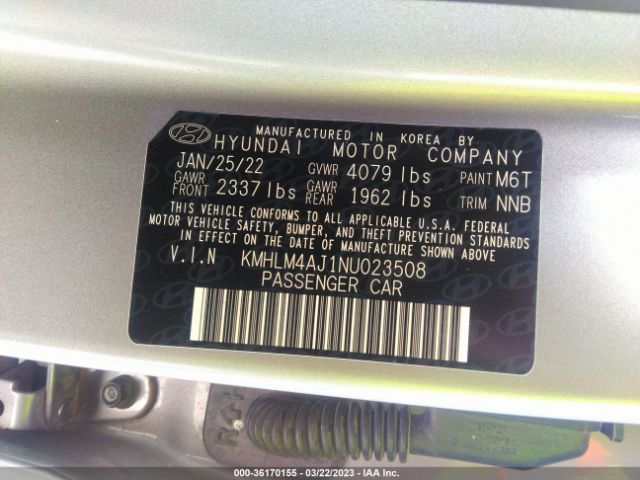 MANUFACTURED IN KOREA BY
HYUNDAI MOTOR COMPANY
JAN/25/22 GVWR 4079 lbs PAINT M6T
GAWR FRONT 2337 lbs GAWR REAR 1962 lbs TRIM NNB
THIS VEHICLE CONFORMS TO ALL APPLICABLE U.S.A. FEDERAL
MOTOR VEHICLE SAFETY, BUMPER, AND THEFT PREVENTION STANDARDS
IN EFFECT ON THE DATE OF MANUFACTURE SHOWN ABOVE.
V.I.N KMHLM4AJ1NU023508
PASSENGER CAR
000-36170155 - 03/22/2023 - IAA Inc.